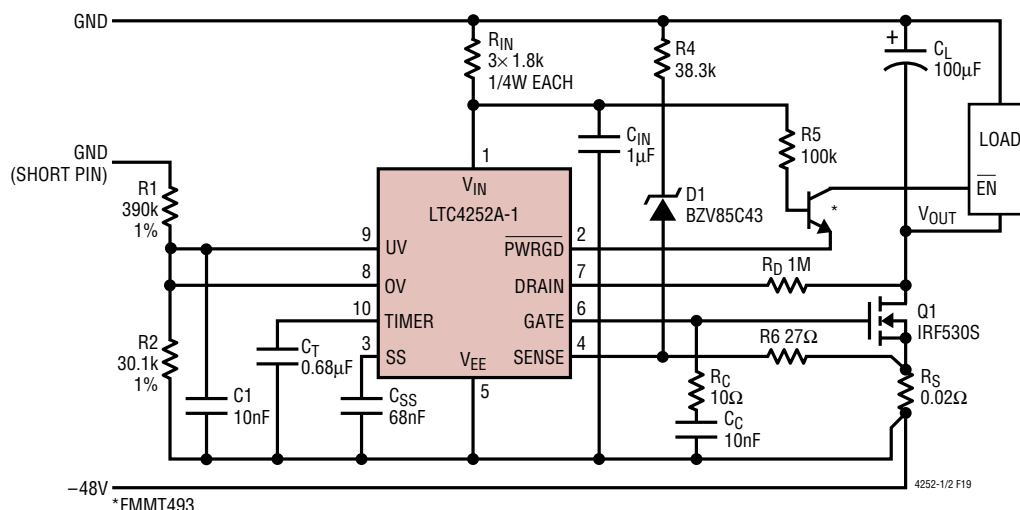 GND
R_IN
3× 1.8k
1/4W EACH
R4
38.3k
+
C_L
100µF
GND
(SHORT PIN)
R1
390k
1%
1
V_IN
LTC4252A-1
C_IN
1µF
R5
100k
LOAD
E̅N̅
*
D1
BZV85C43
V_OUT
9
UV
P̅W̅R̅G̅D̅
2
8
OV
DRAIN
7
R_D 1M
10
TIMER
GATE
6
Q1
IRF530S
3
SS
V_EE
SENSE
4
R6 27Ω
5
R2
30.1k
1%
C_T
0.68µF
C1
10nF
C_SS
68nF
R_C
10Ω
C_C
10nF
R_S
0.02Ω
−48V
*FMMT493
4252-1/2 F19